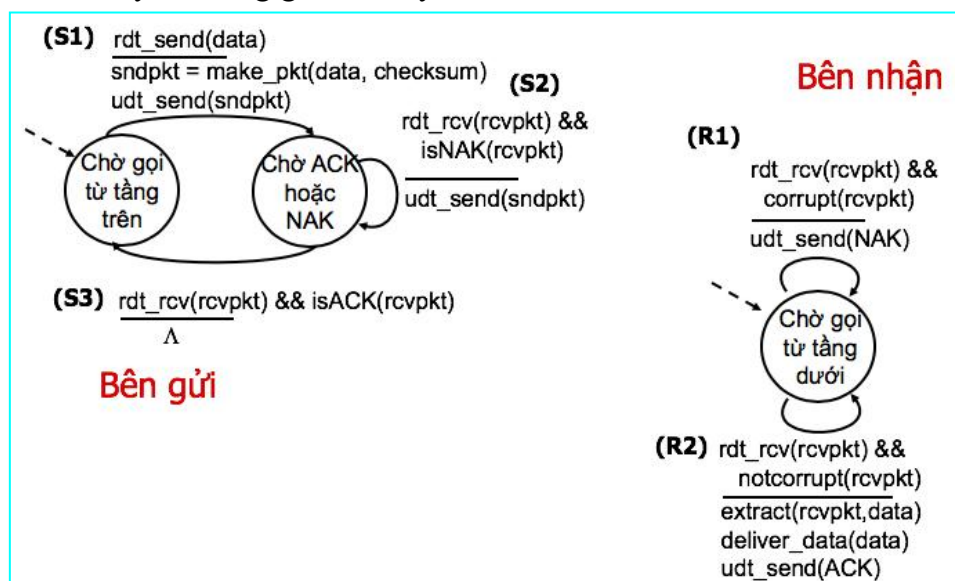 (S1) rdt_send(data)
sndpkt = make_pkt(data, checksum)
udt_send(sndpkt)
(S2)
rdt_rcv(rcvpkt) &&
isNAK(rcvpkt)
udt_send(sndpkt)
Chờ gọi
từ tầng
trên
Chờ ACK
hoặc
NAK
(S3) rdt_rcv(rcvpkt) && isACK(rcvpkt)
Λ
Bên gửi
Bên nhận
(R1)
rdt_rcv(rcvpkt) &&
corrupt(rcvpkt)
udt_send(NAK)
Chờ gọi
từ tầng
dưới
(R2) rdt_rcv(rcvpkt) &&
notcorrupt(rcvpkt)
extract(rcvpkt,data)
deliver_data(data)
udt_send(ACK)